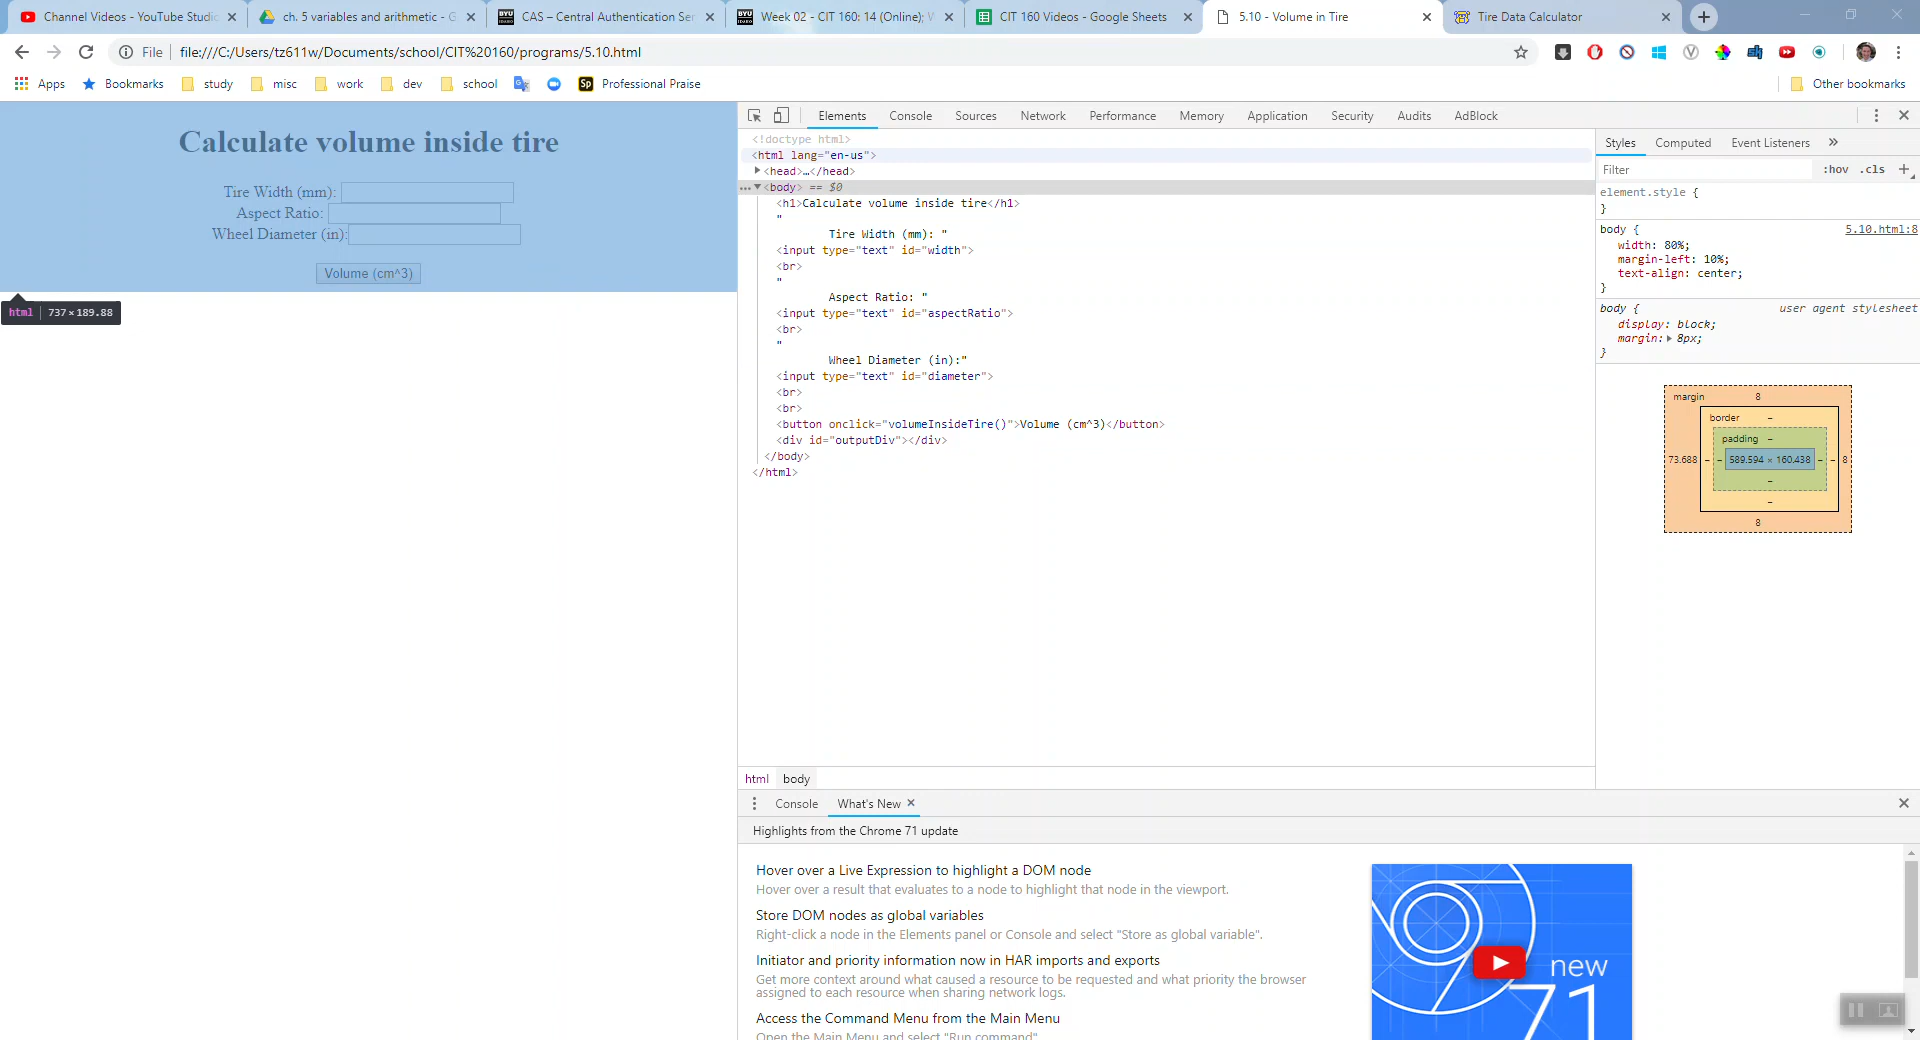 Channel Videos - YouTube Studio
ch. 5 variables and arithmetic - G
CAS – Central Authentication Ser
Week 02 - CIT 160: 14 (Online);
CIT 160 Videos - Google Sheets
5.10 - Volume in Tire
Tire Data Calculator
File
file:///C:/Users/tz611w/Documents/school/CIT%20160/programs/5.10.html
Apps
Bookmarks
study
misc
work
dev
school
Sp
Professional Praise
Other bookmarks
Calculate volume inside tire
Tire Width (mm):
Aspect Ratio:
Wheel Diameter (in):
Volume (cm^3)
html 737×189.88
Elements Console Sources Network Performance Memory Application Security Audits AdBlock
<!doctype html>
<html lang="en-us">
<head>…</head>
… <body> == $0
<h1>Calculate volume inside tire</h1>
"
Tire Width (mm): "
<input type="text" id="width">
<br>
"
Aspect Ratio: "
<input type="text" id="aspectRatio">
<br>
"
Wheel Diameter (in):"
<input type="text" id="diameter">
<br>
<br>
<button onclick="volumeInsideTire()">Volume (cm^3)</button>
<div id="outputDiv"></div>
</body>
</html>
html body
Styles Computed Event Listeners »
Filter :hov .cls +
element.style {
}
body { 5.10.html:8
width: 80%;
margin-left: 10%;
text-align: center;
}
body { user agent stylesheet
display: block;
margin: 8px;
}
margin 8
border –
padding –
73.688 – – 589.594 × 160.438 – – 8
–
–
8
Console What's New ×
Highlights from the Chrome 71 update
Hover over a Live Expression to highlight a DOM node
Hover over a result that evaluates to a node to highlight that node in the viewport.
Store DOM nodes as global variables
Right-click a node in the Elements panel or Console and select "Store as global variable".
Initiator and priority information now in HAR imports and exports
Get more context around what caused a resource to be requested and what priority the browser
assigned to each resource when sharing network logs.
Access the Command Menu from the Main Menu
Open the Main Menu and select "Run command".
new
71